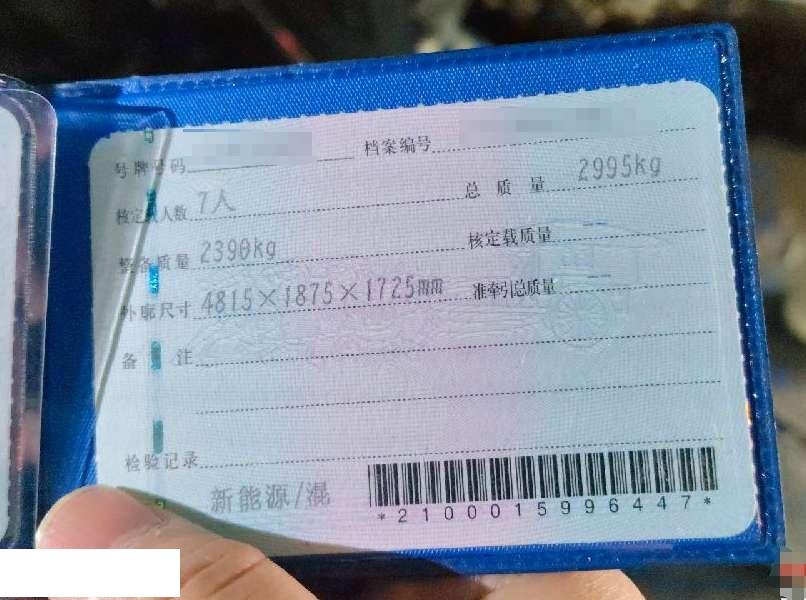 号牌号码 档案编号
核定载人数 7人 总质量 2995kg
整备质量 2390kg 核定载质量
外廓尺寸 4815×1875×1725mm 准牵引总质量
备注
检验记录
新能源/混
*2100015996447*